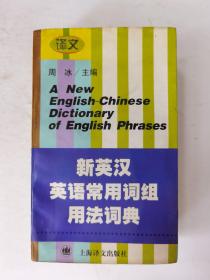 译文
周 冰/主编
A New
English-Chinese
Dictionary
of English Phrases
新英汉
英语常用词组
用法词典
上海译文出版社